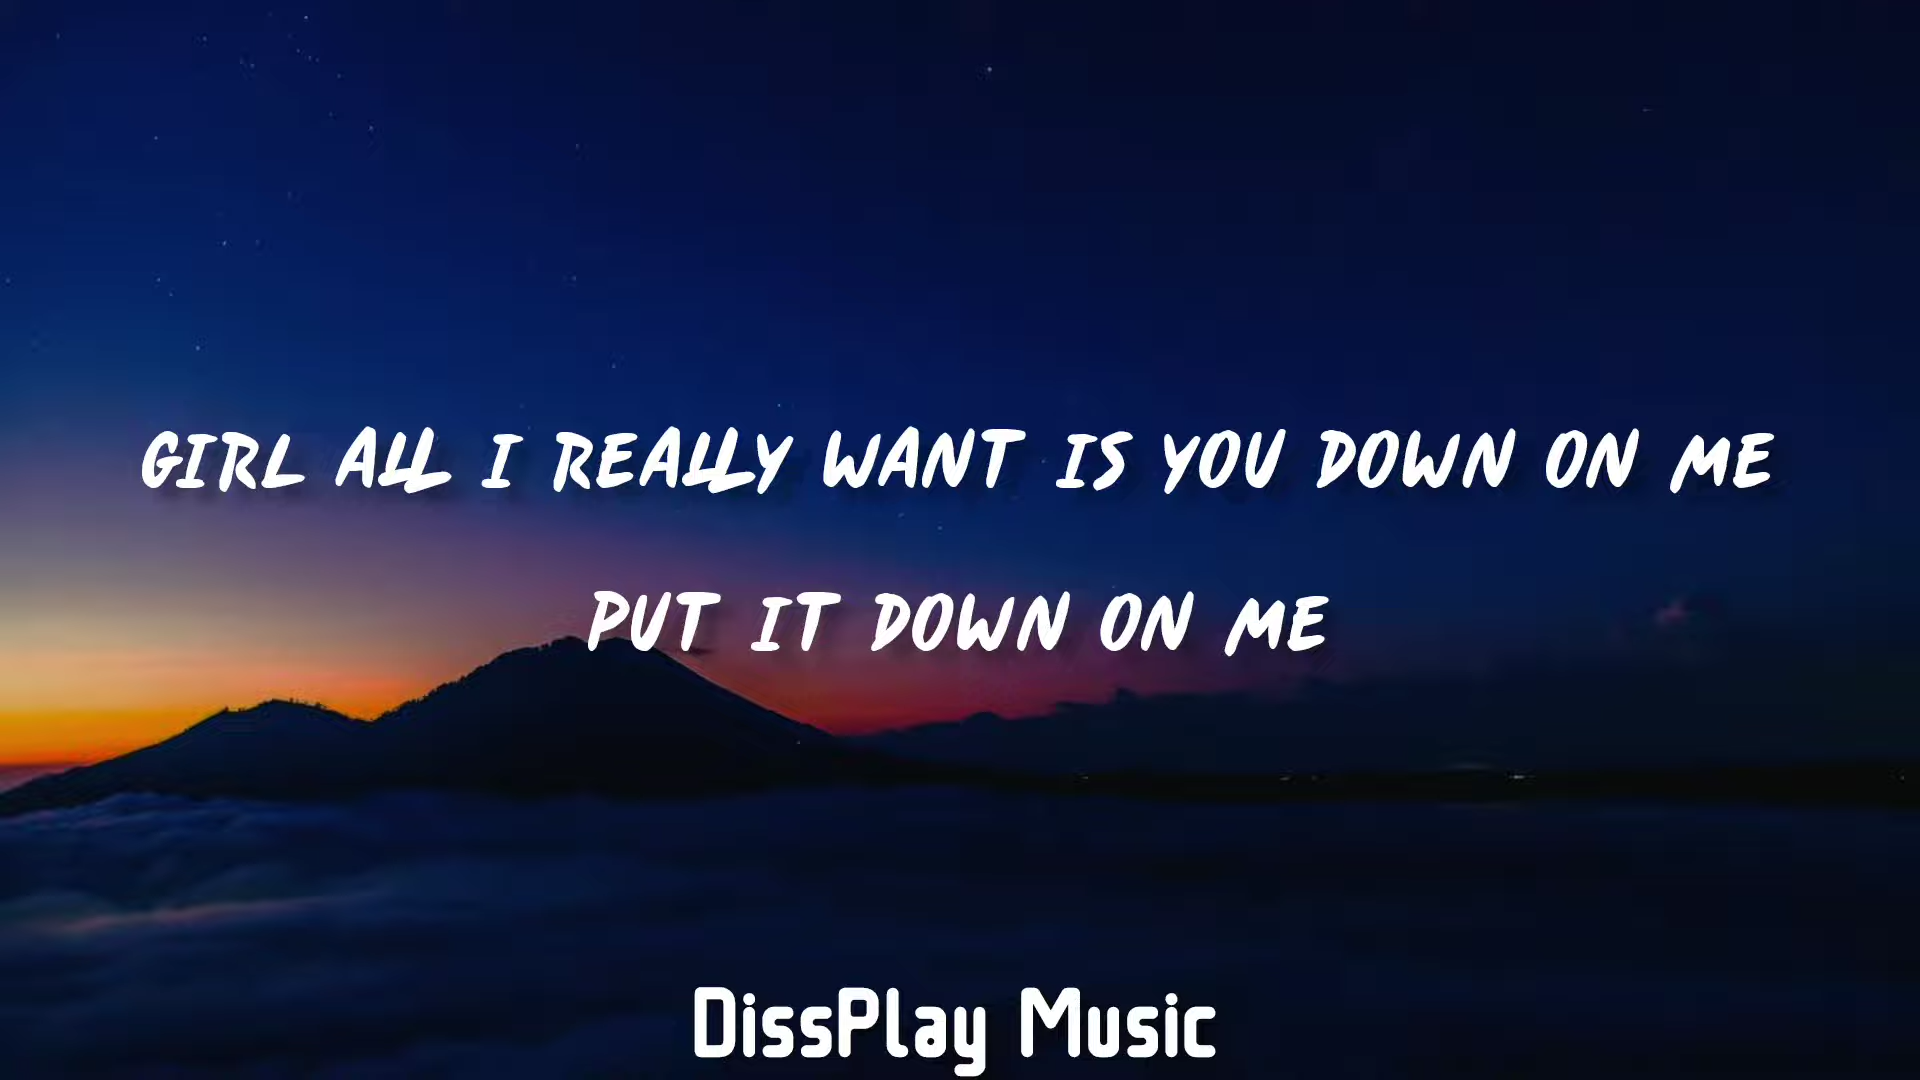 GIRL ALL I REALLY WANT IS YOU DOWN ON ME
PUT IT DOWN ON ME
DissPlay Music